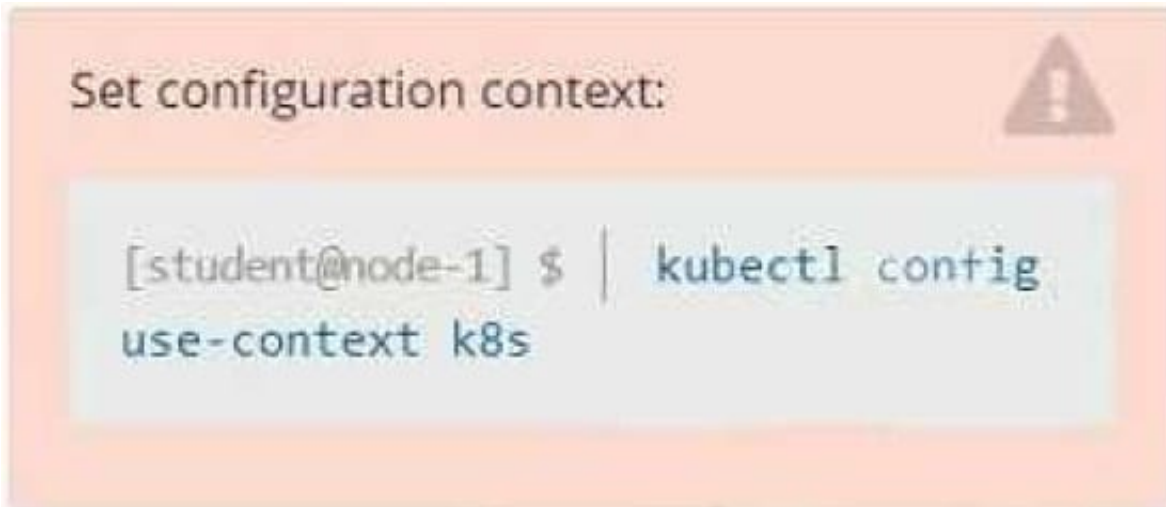 Set configuration context:
[student@node-1] $ | kubectl config
use-context k8s